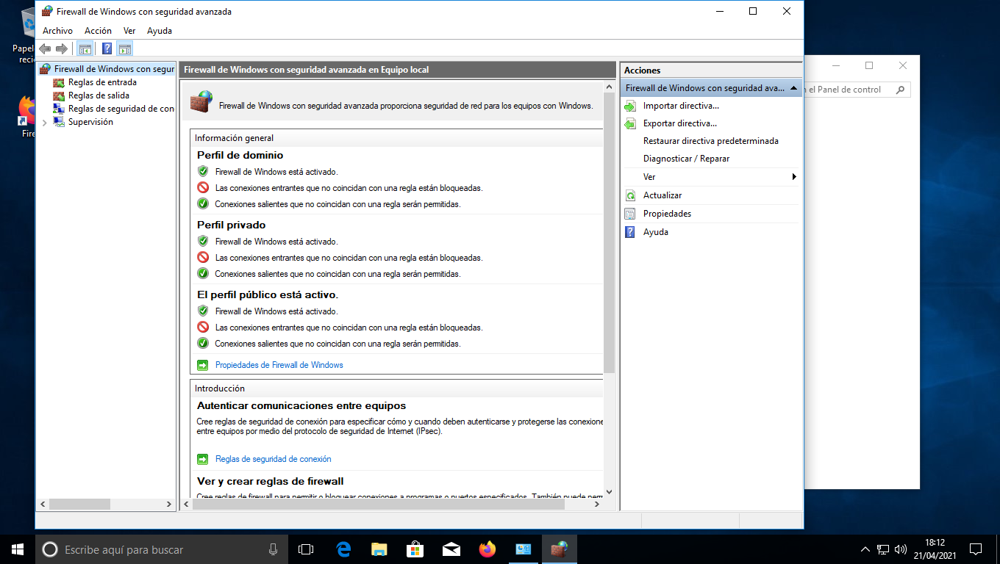 Firewall de Windows con seguridad avanzada
Archivo Acción Ver Ayuda
Papel
reci
Fire
Firewall de Windows con segur
Reglas de entrada
Reglas de salida
Reglas de seguridad de con
Supervisión
Firewall de Windows con seguridad avanzada en Equipo local
Firewall de Windows con seguridad avanzada proporciona seguridad de red para los equipos con Windows.
Información general
Perfil de dominio
Firewall de Windows está activado.
Las conexiones entrantes que no coincidan con una regla están bloqueadas.
Conexiones salientes que no coincidan con una regla serán permitidas.
Perfil privado
Firewall de Windows está activado.
Las conexiones entrantes que no coincidan con una regla están bloqueadas.
Conexiones salientes que no coincidan con una regla serán permitidas.
El perfil público está activo.
Firewall de Windows está activado.
Las conexiones entrantes que no coincidan con una regla están bloqueadas.
Conexiones salientes que no coincidan con una regla serán permitidas.
Propiedades de Firewall de Windows
Introducción
Autenticar comunicaciones entre equipos
Cree reglas de seguridad de conexión para especificar cómo y cuando deben autenticarse y protegerse las conexione
entre equipos por medio del protocolo de seguridad de Internet (IPsec).
Reglas de seguridad de conexión
Ver y crear reglas de firewall
Cree reglas de firewall para permitir o bloquear conexiones a programas o puertos especificados. También puede perm
Acciones
Firewall de Windows con seguridad ava...
Importar directiva...
Exportar directiva...
Restaurar directiva predeterminada
Diagnosticar / Reparar
Ver
Actualizar
Propiedades
Ayuda
n el Panel de control
Escribe aquí para buscar
18:12
21/04/2021